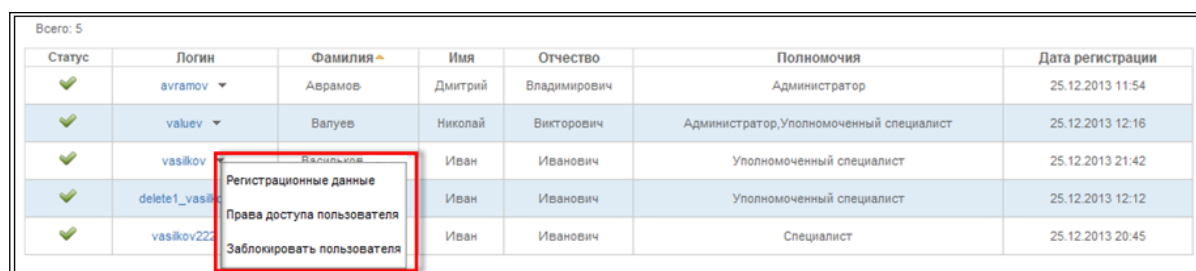 Всего: 5
Статус Логин Фамилия Имя Отчество Полномочия Дата регистрации
avramov Аврамов Дмитрий Владимирович Администратор 25.12.2013 11:54
valuev Валуев Николай Викторович Администратор,Уполномоченный специалист 25.12.2013 12:16
vasilkov Васильков Иван Иванович Уполномоченный специалист 25.12.2013 21:42
Регистрационные данные
delete1_vasilko Иван Иванович Уполномоченный специалист 25.12.2013 12:12
Права доступа пользователя
vasilkov222 Иван Иванович Специалист 25.12.2013 20:45
Заблокировать пользователя